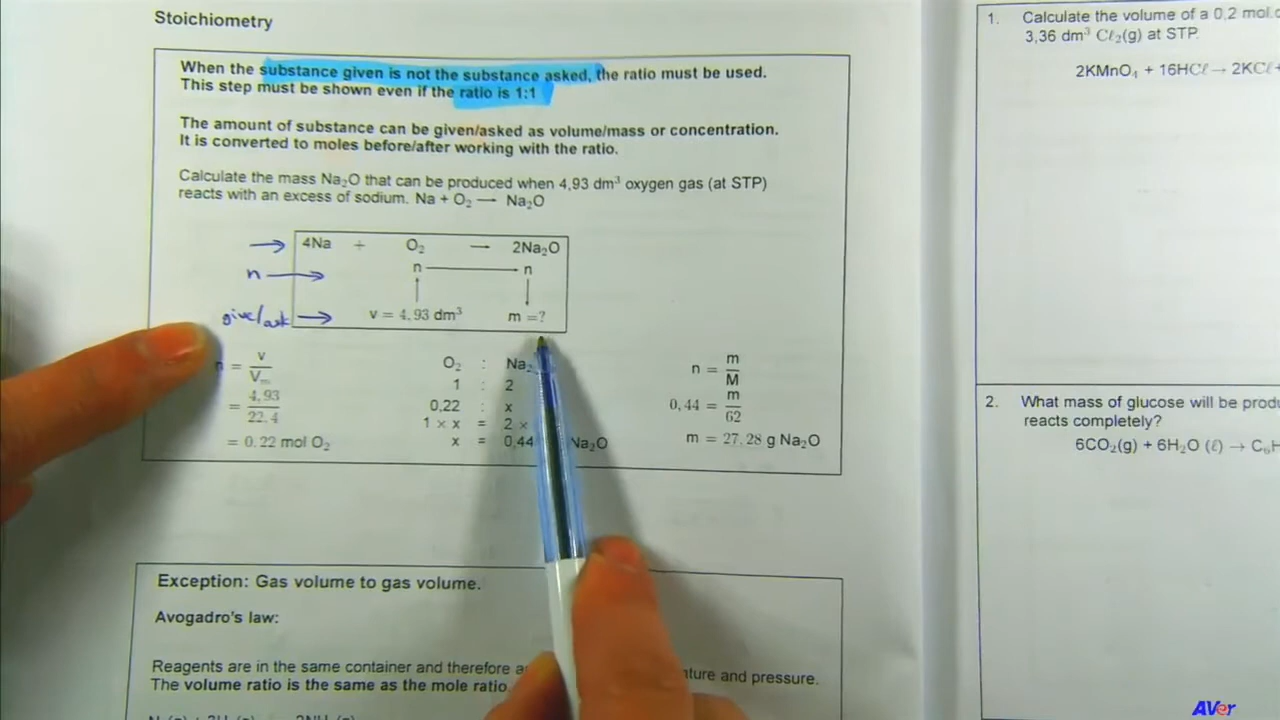 Stoichiometry
When the substance given is not the substance asked, the ratio must be used.
This step must be shown even if the ratio is 1:1
The amount of substance can be given/asked as volume/mass or concentration.
It is converted to moles before/after working with the ratio.
Calculate the mass Na₂O that can be produced when 4,93 dm³ oxygen gas (at STP)
reacts with an excess of sodium. Na + O₂ — Na₂O
→ 4Na + O₂ — 2Na₂O
n → n n
give/ask → v = 4,93 dm³ m =?
n = v/Vₘ
= 4,93/22.4
= 0.22 mol O₂
O₂ : Na₂
1 : 2
0,22 : x
1 × x = 2 ×
x = 0,44 Na₂O
n = m/M
0,44 = m/62
m = 27,28 g Na₂O
Exception: Gas volume to gas volume.
Avogadro's law:
Reagents are in the same container and therefore and pressure.
The volume ratio is the same as the mole ratio
1. Calculate the volume of a 0,2
3,36 dm³ Cℓ₂(g) at STP.
2KMnO₄ + 16HCℓ → 2KCℓ+
2. What mass of glucose will be
reacts completely?
6CO₂(g) + 6H₂O (ℓ) →
AVer